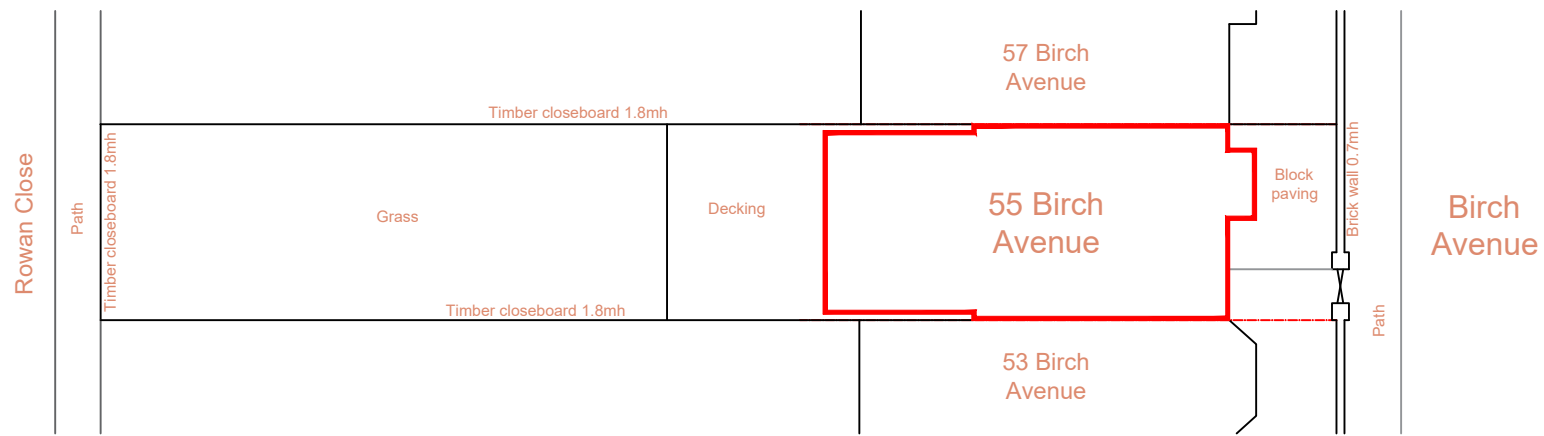 57 Birch
Avenue
Timber closeboard 1.8mh
Rowan Close
Path
Timber closeboard 1.8mh
Grass
Decking
55 Birch
Avenue
Block
paving
Brick wall 0.7mh
Birch
Avenue
Timber closeboard 1.8mh
Path
53 Birch
Avenue